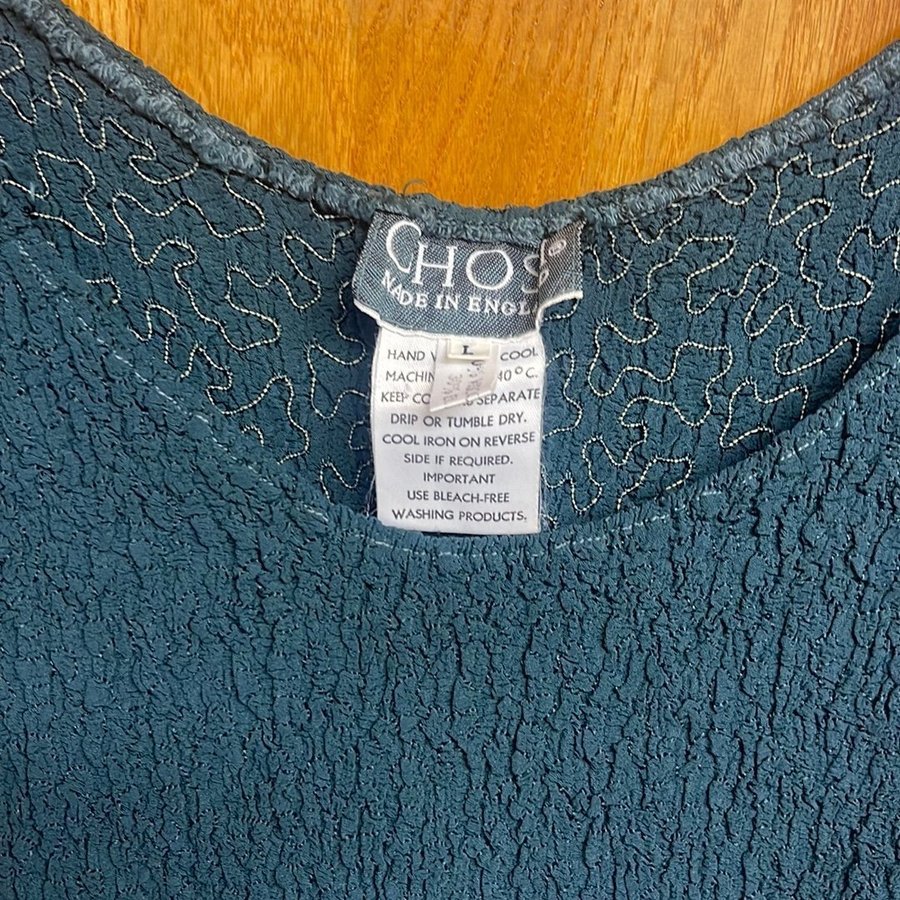 CHOS ®
MADE IN ENGL
L
HAND COOL
MACHIN 40°C.
KEEP CO SEPARATE
DRIP OR TUMBLE DRY.
COOL IRON ON REVERSE
SIDE IF REQUIRED.
IMPORTANT
USE BLEACH-FREE
WASHING PRODUCTS.